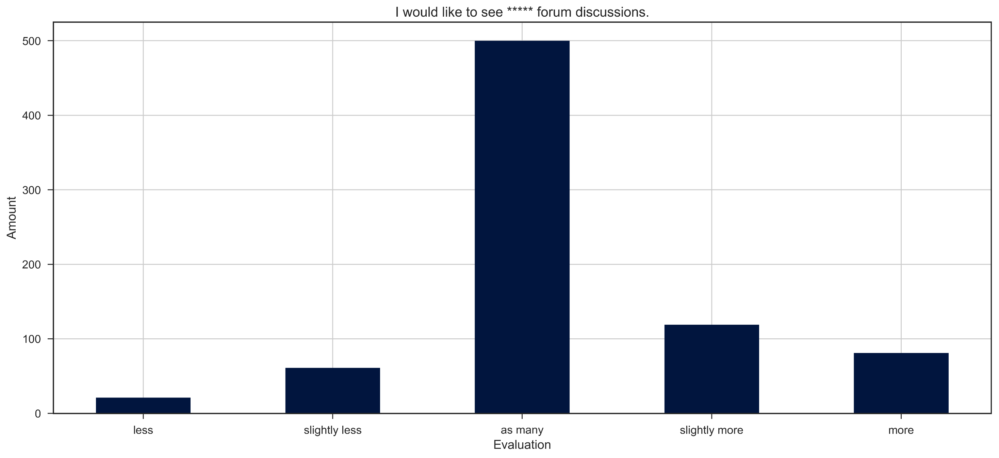 I would like to see ***** forum discussions.
500
400
300
200
100
0
Amount
less
slightly less
as many
slightly more
more
Evaluation